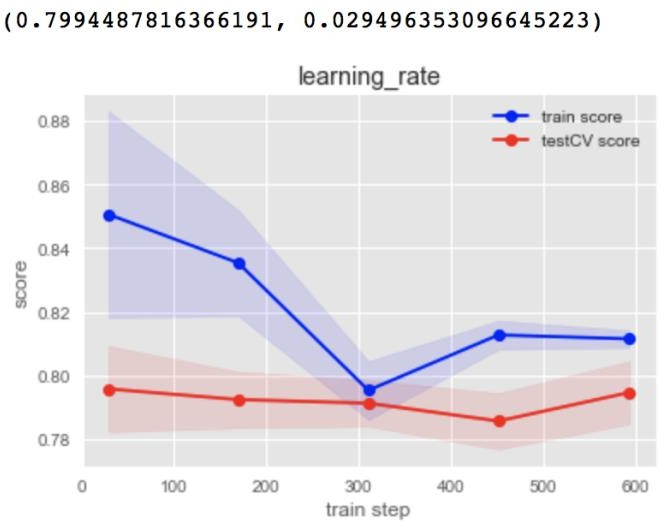 (0.7994487816366191, 0.029496353096645223)
learning_rate
train score
testCV score
0.88
0.86
0.84
0.82
0.80
0.78
score
0 100 200 300 400 500 600
train step